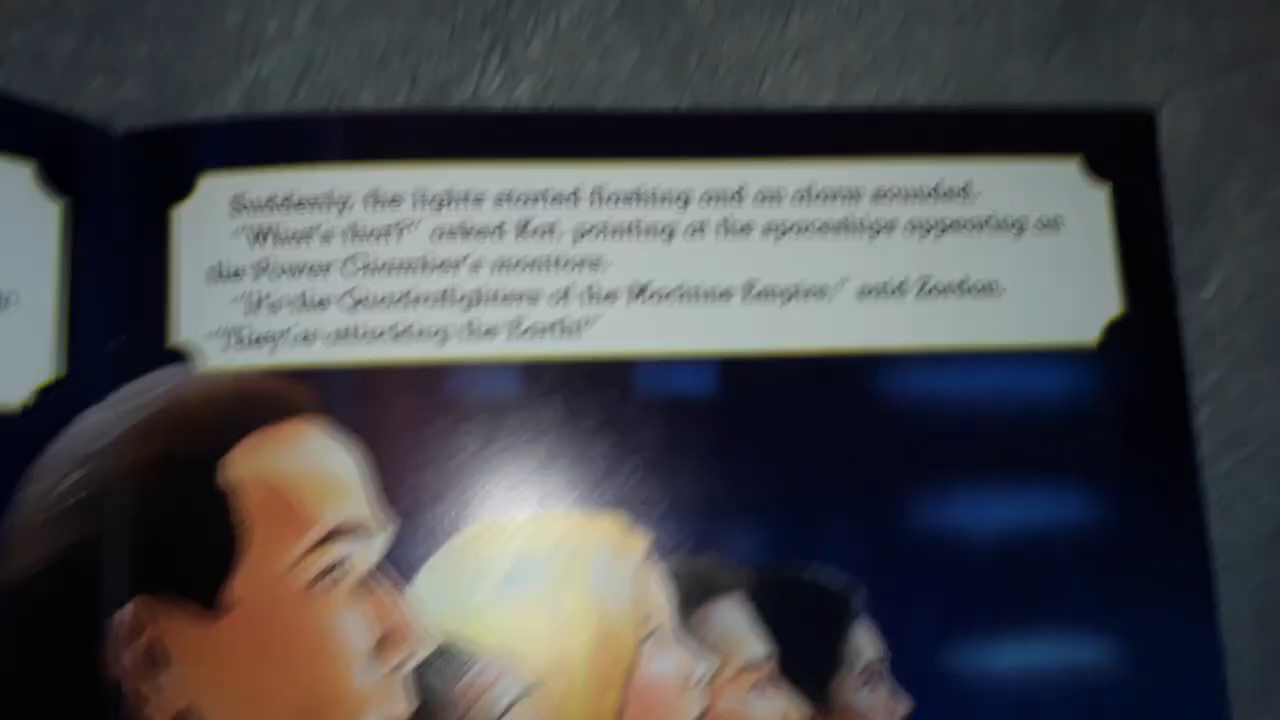 Suddenly, the lights started flashing and an alarm sounded.
"What's that?" asked Kat, pointing at the spaceships appearing on
the Power Chamber's monitors.
"It's the Quadrafighters of the Machine Empire!" said Zordon.
"They're attacking the Earth!"